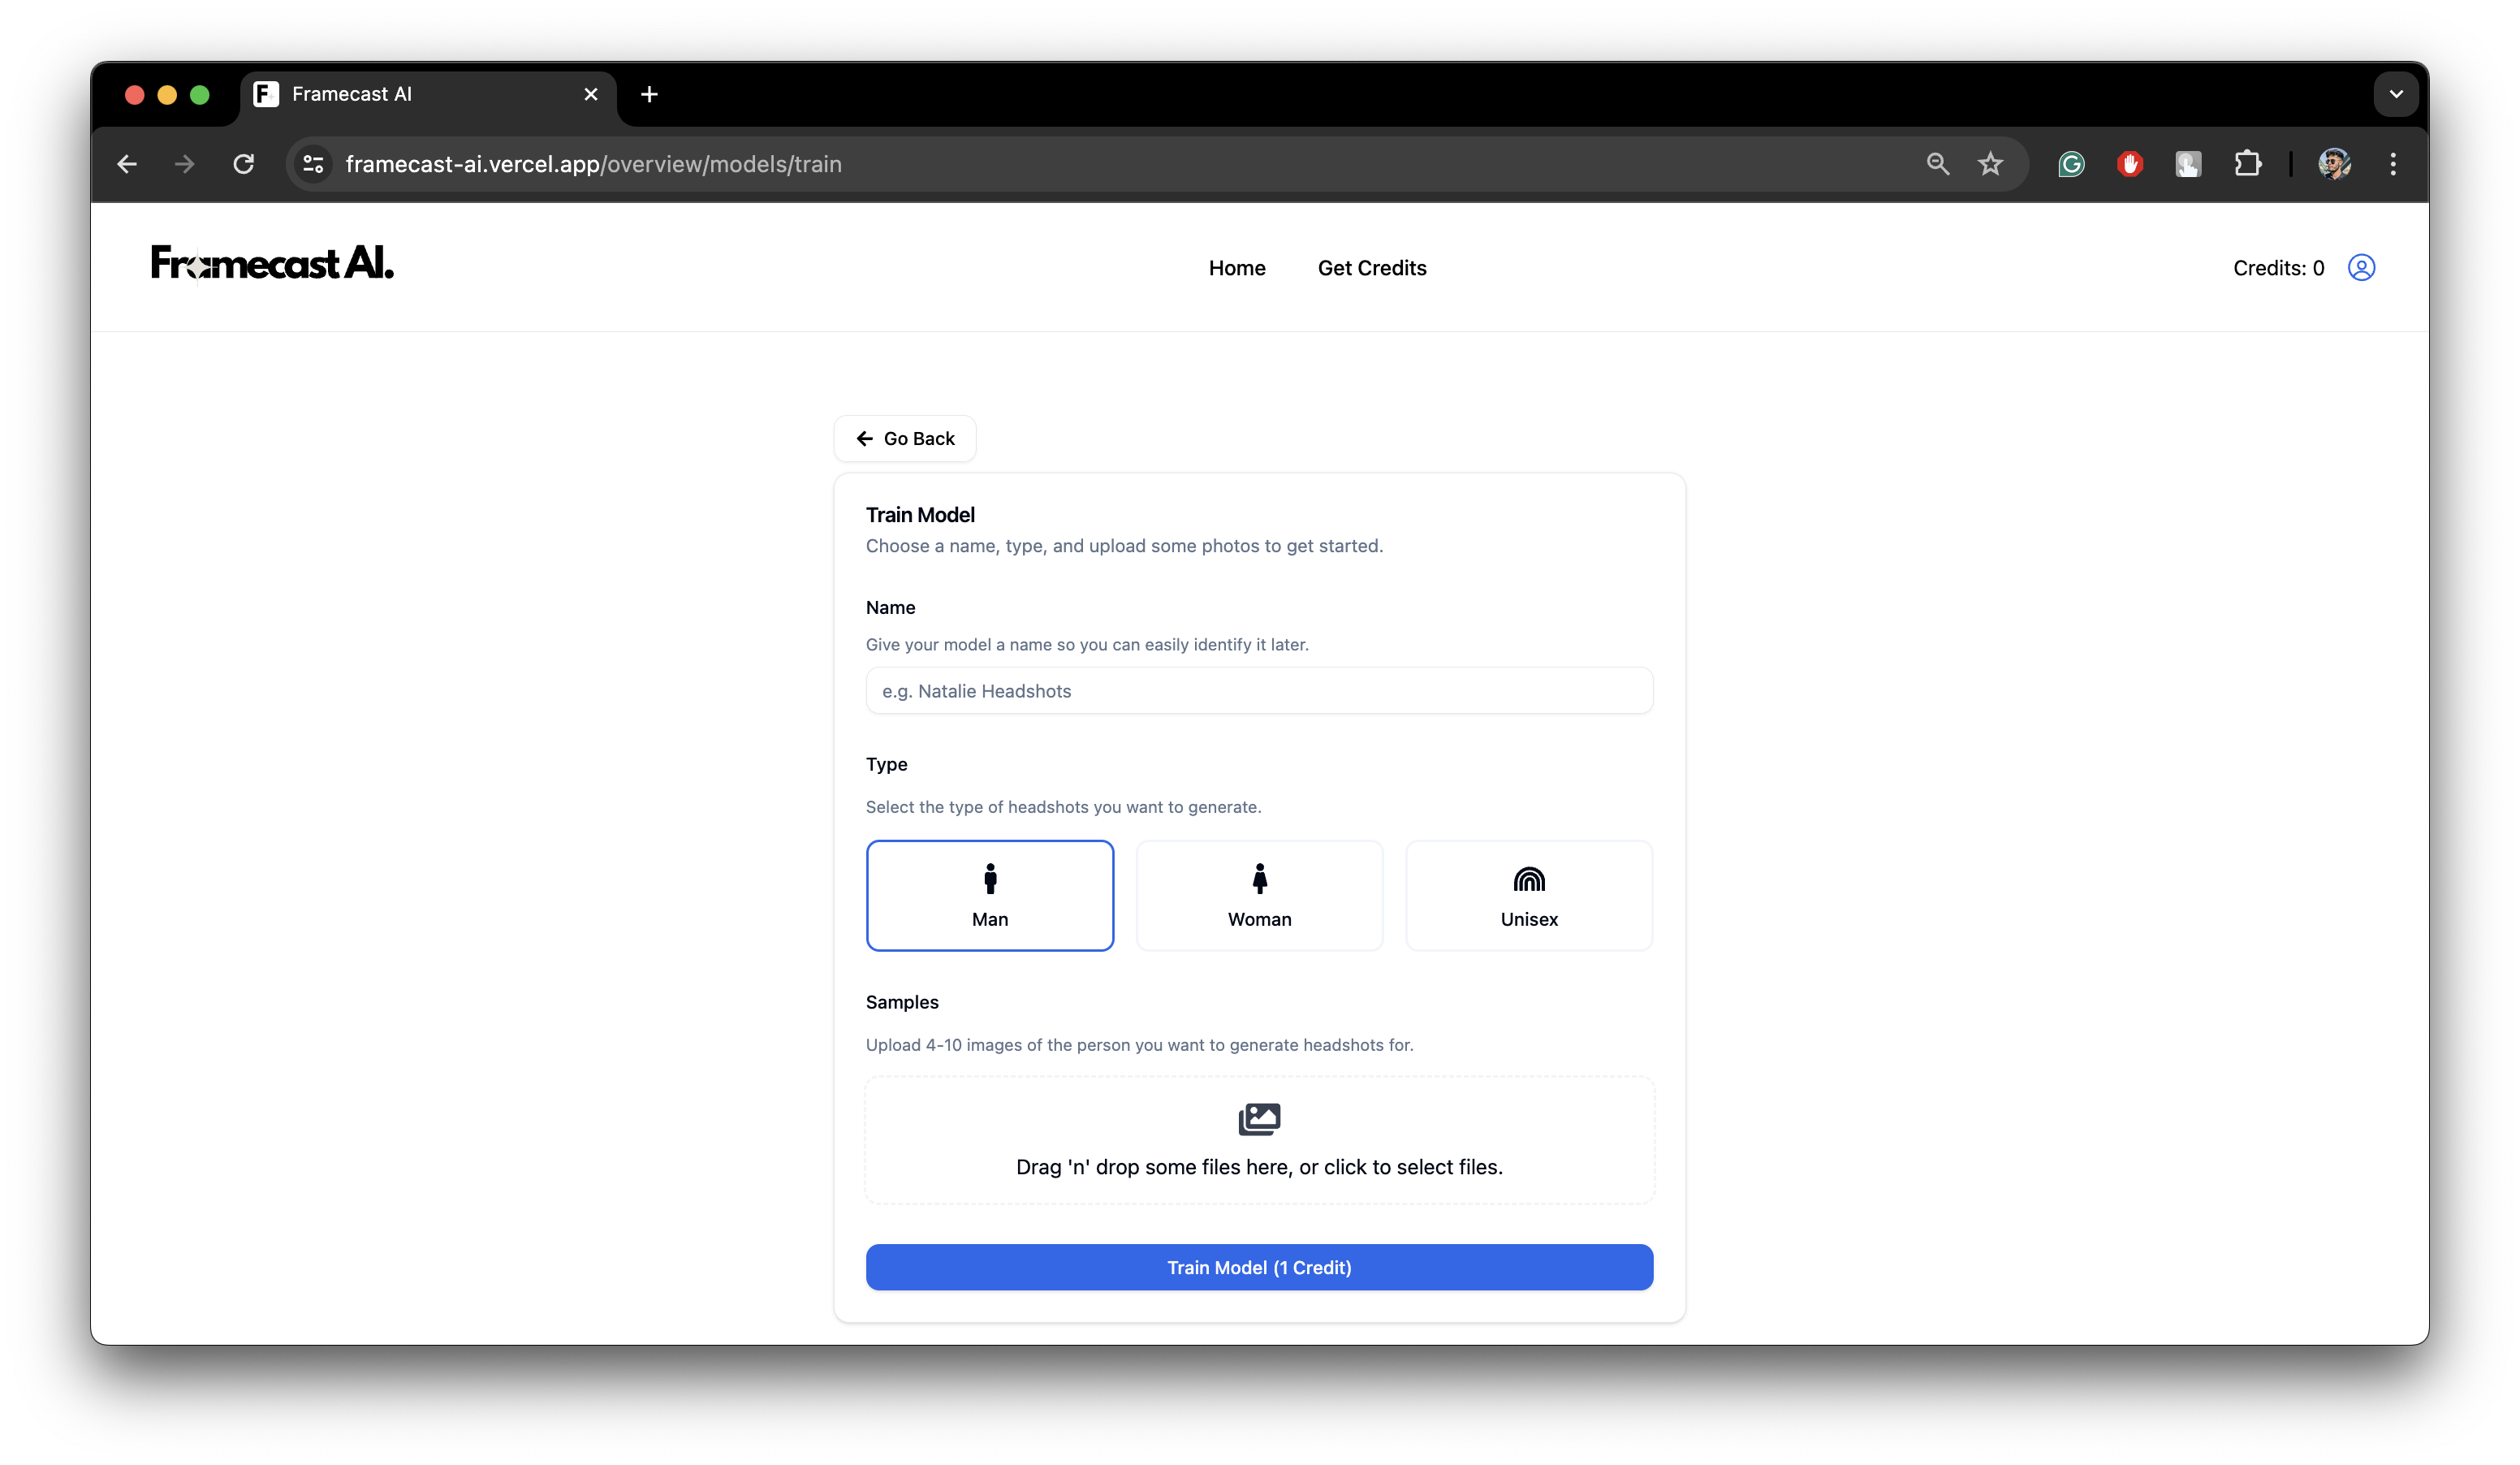 F
Framecast AI
framecast-ai.vercel.app/overview/models/train
Framecast AI.
Home
Get Credits
Credits: 0
Go Back
Train Model
Choose a name, type, and upload some photos to get started.
Name
Give your model a name so you can easily identify it later.
e.g. Natalie Headshots
Type
Select the type of headshots you want to generate.
Man
Woman
Unisex
Samples
Upload 4-10 images of the person you want to generate headshots for.
Drag 'n' drop some files here, or click to select files.
Train Model (1 Credit)